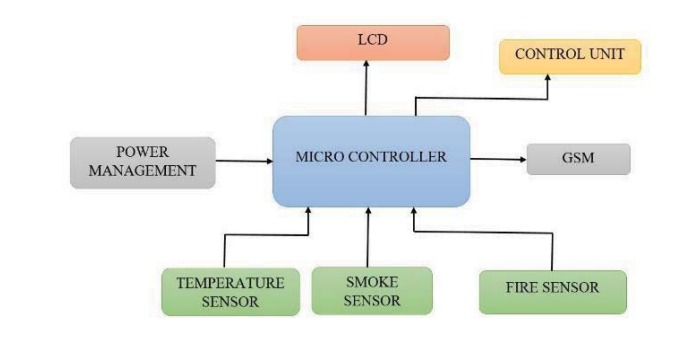 LCD
CONTROL UNIT
POWER
MANAGEMENT
MICRO CONTROLLER
GSM
TEMPERATURE
SENSOR
SMOKE
SENSOR
FIRE SENSOR